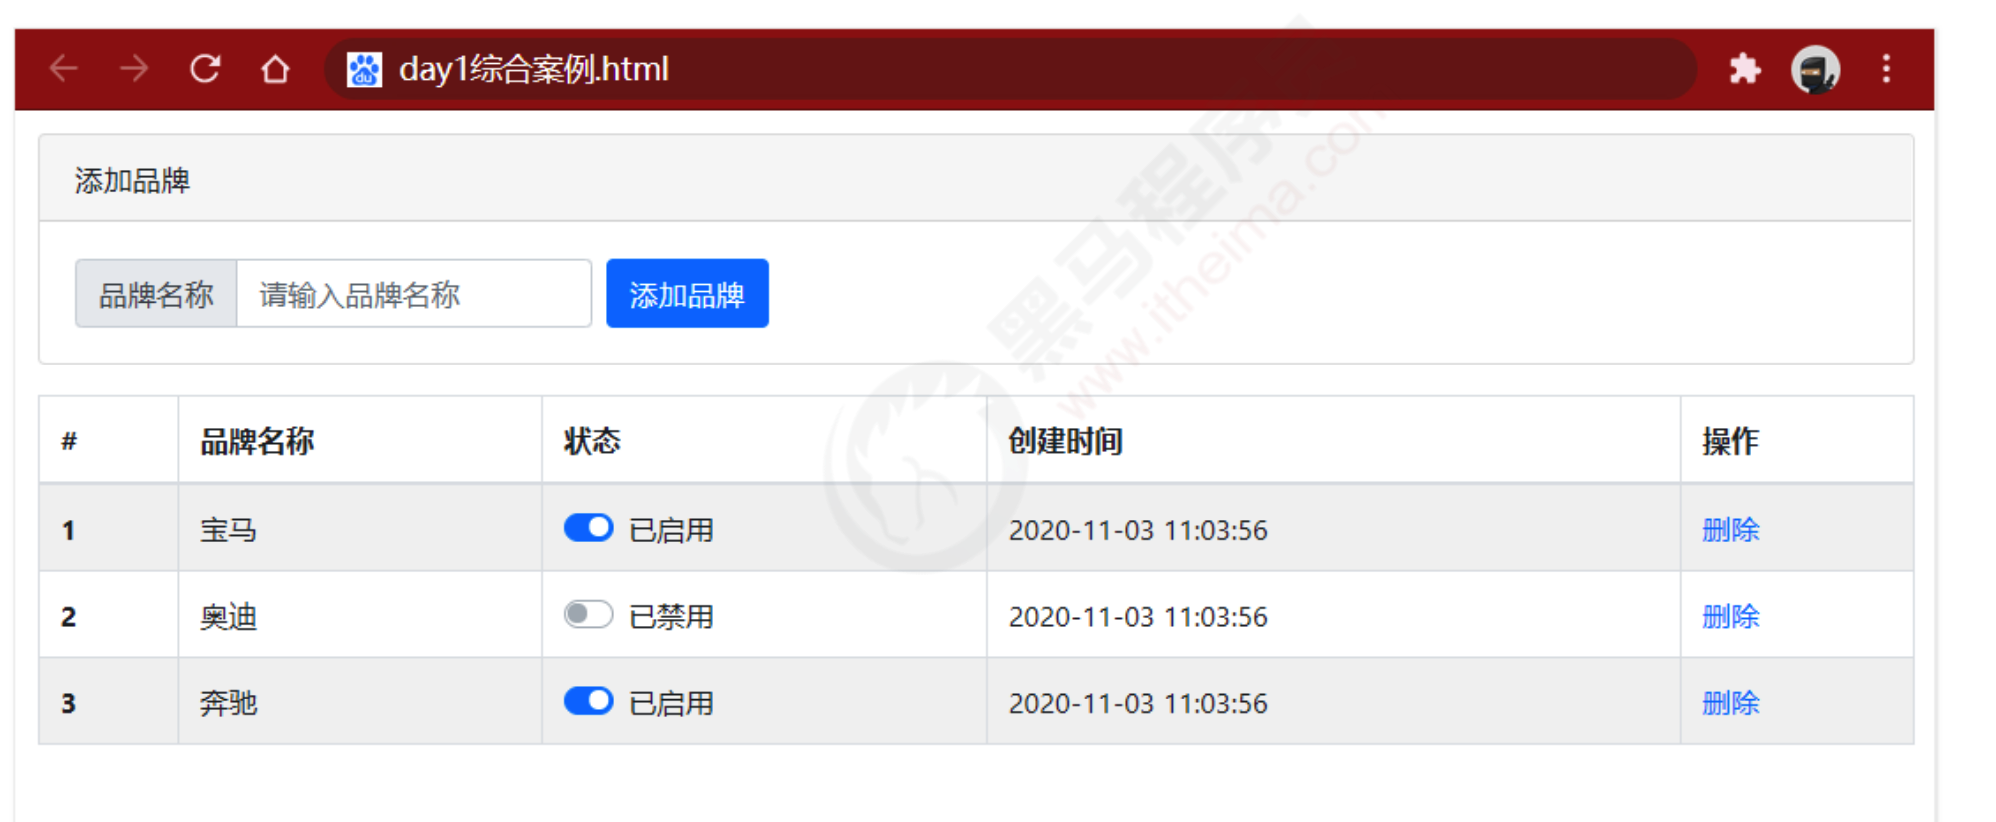 day1综合案例.html
添加品牌
品牌名称 请输入品牌名称 添加品牌
# 品牌名称 状态 创建时间 操作
1 宝马 已启用 2020-11-03 11:03:56 删除
2 奥迪 已禁用 2020-11-03 11:03:56 删除
3 奔驰 已启用 2020-11-03 11:03:56 删除
黑马程序
www.itheima.com